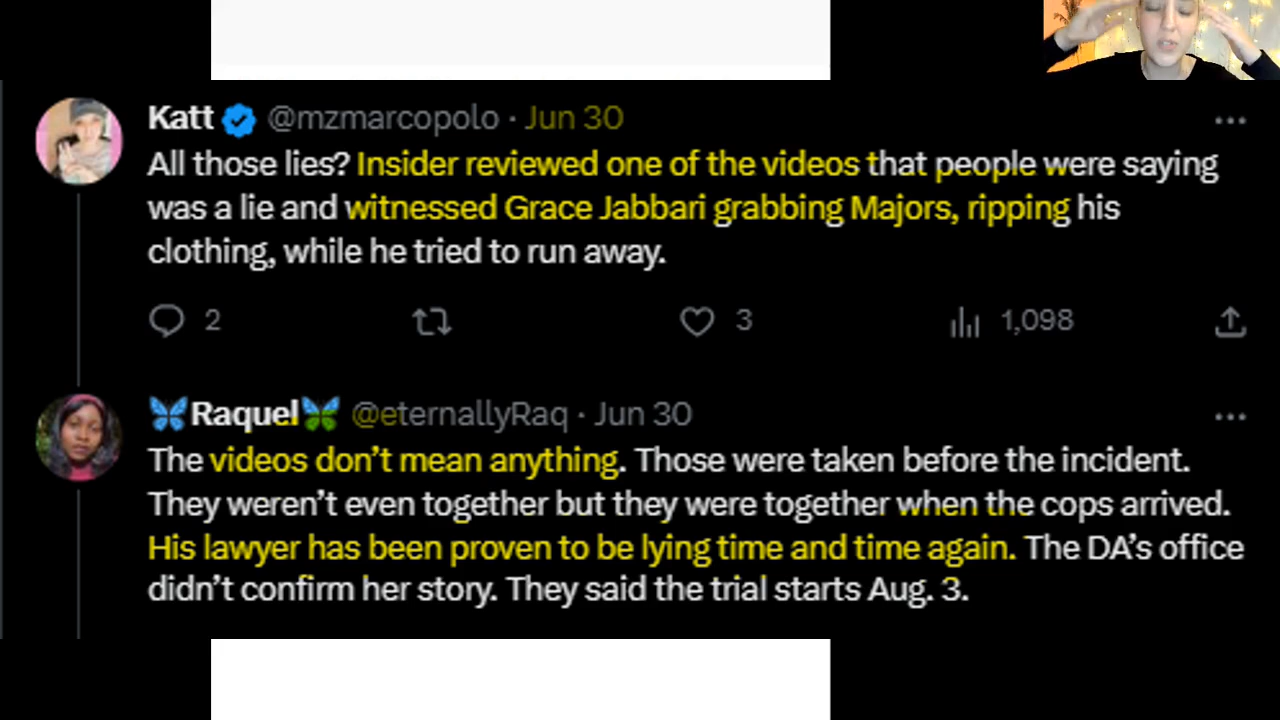 Katt @mzmarcopolo · Jun 30
All those lies? Insider reviewed one of the videos that people were saying
was a lie and witnessed Grace Jabbari grabbing Majors, ripping his
clothing, while he tried to run away.
2 3 1,098
🦋Raquel🦋 @eternallyRaq · Jun 30
The videos don't mean anything. Those were taken before the incident.
They weren't even together but they were together when the cops arrived.
His lawyer has been proven to be lying time and time again. The DA's office
didn't confirm her story. They said the trial starts Aug. 3.